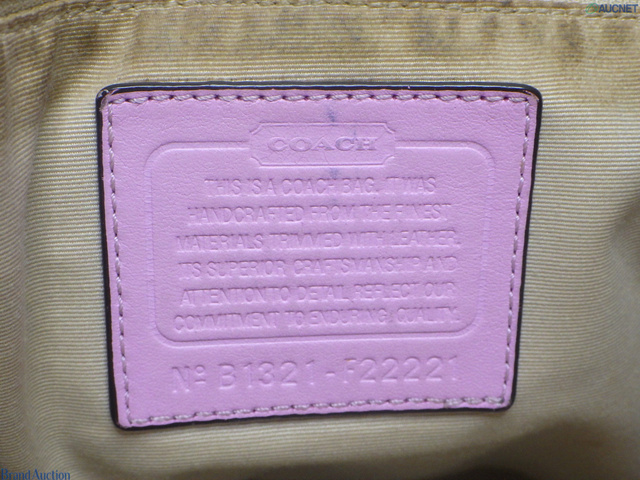 AUCNET
COACH
THIS IS A COACH BAG. IT WAS
HANDCRAFTED FROM THE FINEST
MATERIALS TRIMMED WITH LEATHER.
ITS SUPERIOR CRAFTSMANSHIP AND
ATTENTION TO DETAIL REFLECT OUR
COMMITMENT TO ENDURING QUALITY.
Nº B1321-F22221
Brand Auction